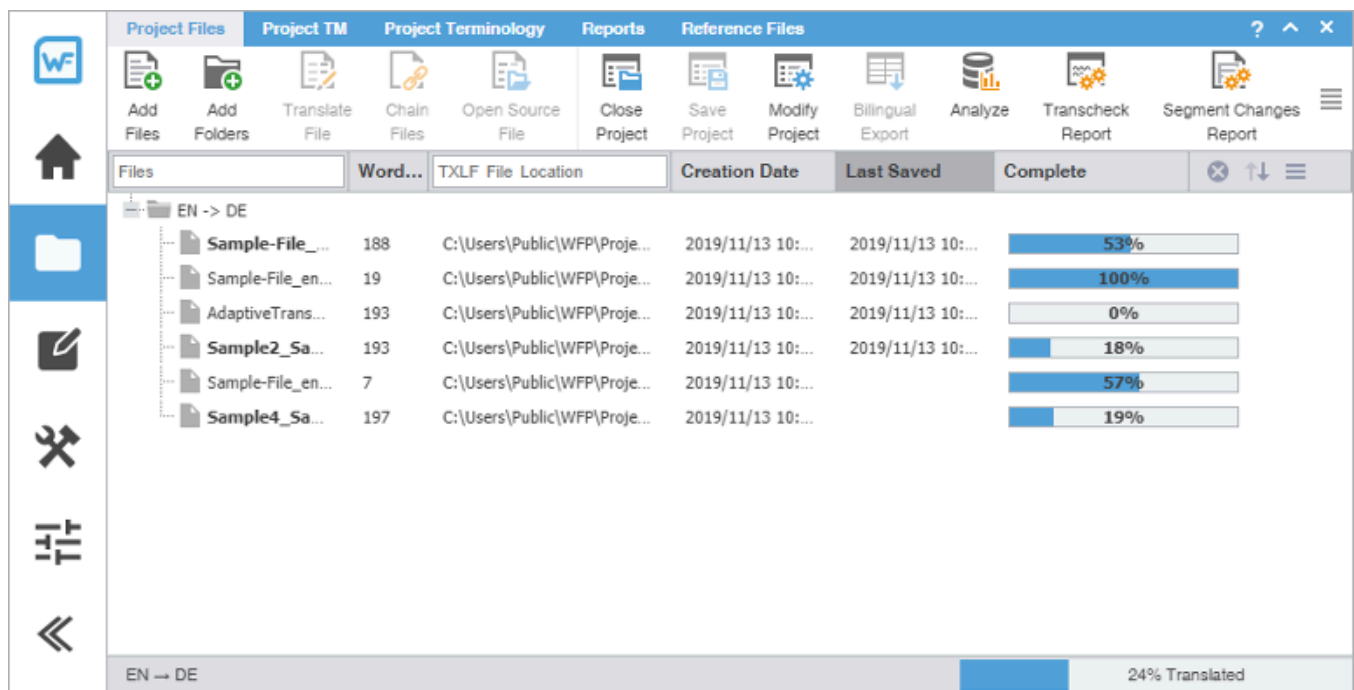 Project Files Project TM Project Terminology Reports Reference Files ?
WF
Add Files
Add Folders
Translate File
Chain Files
Open Source File
Close Project
Save Project
Modify Project
Bilingual Export
Analyze
Transcheck Report
Segment Changes Report
Files Word... TXLF File Location Creation Date Last Saved Complete
EN -> DE
Sample-File_... 188 C:\Users\Public\WFP\Proje... 2019/11/13 10:... 2019/11/13 10:... 53%
Sample-File_en... 19 C:\Users\Public\WFP\Proje... 2019/11/13 10:... 2019/11/13 10:... 100%
AdaptiveTrans... 193 C:\Users\Public\WFP\Proje... 2019/11/13 10:... 2019/11/13 10:... 0%
Sample2_Sa... 193 C:\Users\Public\WFP\Proje... 2019/11/13 10:... 2019/11/13 10:... 18%
Sample-File_en... 7 C:\Users\Public\WFP\Proje... 2019/11/13 10:... 57%
Sample4_Sa... 197 C:\Users\Public\WFP\Proje... 2019/11/13 10:... 19%
EN → DE 24% Translated